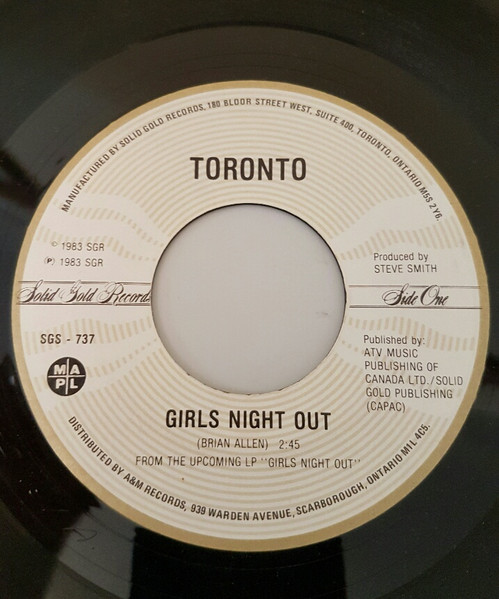 MANUFACTURED BY SOLID GOLD RECORDS, 180 BLOOR STREET WEST, SUITE 400, TORONTO, ONTARIO M5S 2Y6.
TORONTO
© 1983 SGR
℗ 1983 SGR
Produced by
STEVE SMITH
Solid Gold Records
Side One
SGS - 737
M A
P L
Published by:
ATV MUSIC
PUBLISHING OF
CANADA LTD./SOLID
GOLD PUBLISHING
(CAPAC)
GIRLS NIGHT OUT
(BRIAN ALLEN) 2:45
FROM THE UPCOMING LP "GIRLS NIGHT OUT"
DISTRIBUTED BY A&M RECORDS, 939 WARDEN AVENUE, SCARBOROUGH, ONTARIO M1L 4C5.